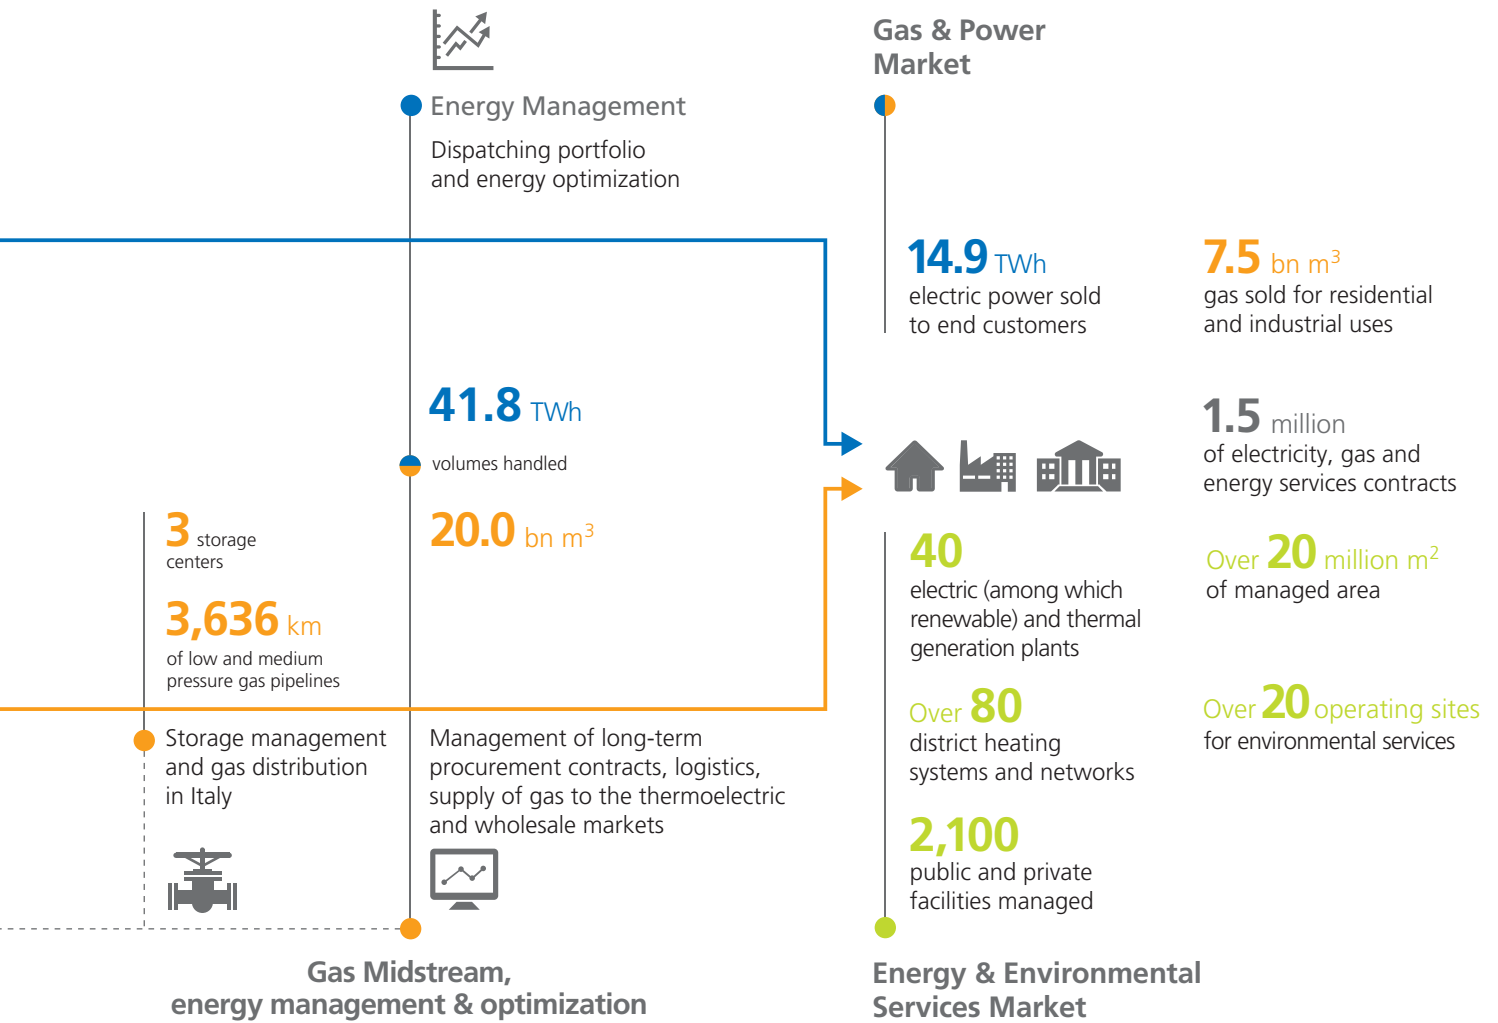 Energy Management
Dispatching portfolio
and energy optimization
41.8 TWh
volumes handled
20.0 bn m³
3 storage
centers
3,636 km
of low and medium
pressure gas pipelines
Storage management
and gas distribution
in Italy
Management of long-term
procurement contracts, logistics,
supply of gas to the thermoelectric
and wholesale markets
Gas Midstream,
energy management & optimization
Gas & Power
Market
14.9 TWh
electric power sold
to end customers
7.5 bn m³
gas sold for residential
and industrial uses
1.5 million
of electricity, gas and
energy services contracts
40
electric (among which
renewable) and thermal
generation plants
Over 20 million m²
of managed area
Over 80
district heating
systems and networks
Over 20 operating sites
for environmental services
2,100
public and private
facilities managed
Energy & Environmental
Services Market